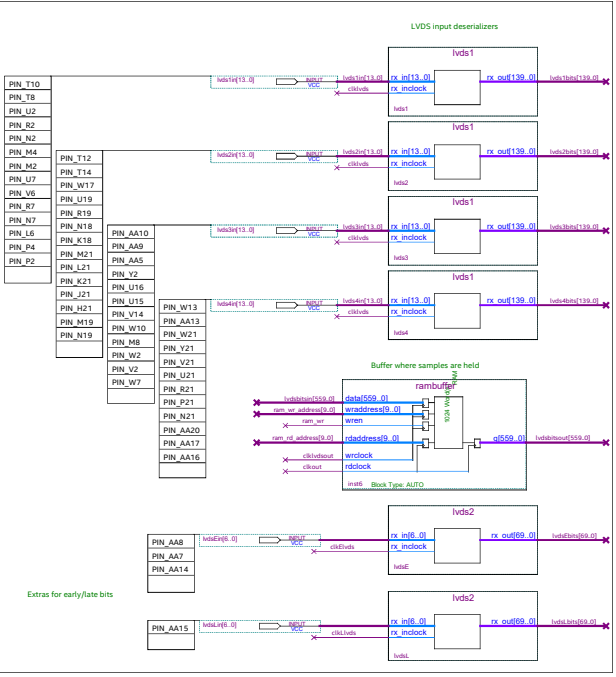 LVDS input deserializers
lvds1
lvds1in[13..0]
INPUT
VCC
lvds1in[13..0]
rx_in[13..0]
rx_out[139..0]
lvds1bits[139..0]
clklvds
rx_inclock
lvds1
PIN_T10
PIN_T8
PIN_U2
PIN_R2
PIN_N2
PIN_M4
PIN_M2
PIN_U7
PIN_V6
PIN_R7
PIN_N7
PIN_L6
PIN_P4
PIN_P2
lvds1
lvds2in[13..0]
INPUT
VCC
lvds2in[13..0]
rx_in[13..0]
rx_out[139..0]
lvds2bits[139..0]
clklvds
rx_inclock
lvds2
PIN_T12
PIN_T14
PIN_W17
PIN_U19
PIN_R19
PIN_N18
PIN_K18
PIN_M21
PIN_L21
PIN_K21
PIN_J21
PIN_H21
PIN_M19
PIN_N19
lvds1
lvds3in[13..0]
INPUT
VCC
lvds3in[13..0]
rx_in[13..0]
rx_out[139..0]
lvds3bits[139..0]
clklvds
rx_inclock
lvds3
PIN_AA10
PIN_AA9
PIN_AA5
PIN_Y2
PIN_U16
PIN_U15
PIN_V14
PIN_W10
PIN_M8
PIN_W2
PIN_V2
PIN_W7
lvds1
lvds4in[13..0]
INPUT
VCC
lvds4in[13..0]
rx_in[13..0]
rx_out[139..0]
lvds4bits[139..0]
clklvds
rx_inclock
lvds4
PIN_W13
PIN_AA13
PIN_W21
PIN_Y21
PIN_V21
PIN_U21
PIN_R21
PIN_P21
PIN_N21
PIN_AA20
PIN_AA17
PIN_AA16
Buffer where samples are held
rambuffer
lvdsbitsin[559..0]
data[559..0]
ram_wr_address[9..0]
wraddress[9..0]
ram_wr
wren
ram_rd_address[9..0]
rdaddress[9..0]
q[559..0]
lvdsbitsout[559..0]
clklvdsout
wrclock
clkout
rdclock
1024 Word(s)
RAM
inst6
Block Type: AUTO
lvds2
lvdsEin[6..0]
INPUT
VCC
rx_in[6..0]
rx_out[69..0]
lvdsEbits[69..0]
clkElvds
rx_inclock
lvdsE
PIN_AA8
PIN_AA7
PIN_AA14
Extras for early/late bits
lvds2
lvdsLin[6..0]
INPUT
VCC
rx_in[6..0]
rx_out[69..0]
lvdsLbits[69..0]
clkLlvds
rx_inclock
lvdsL
PIN_AA15